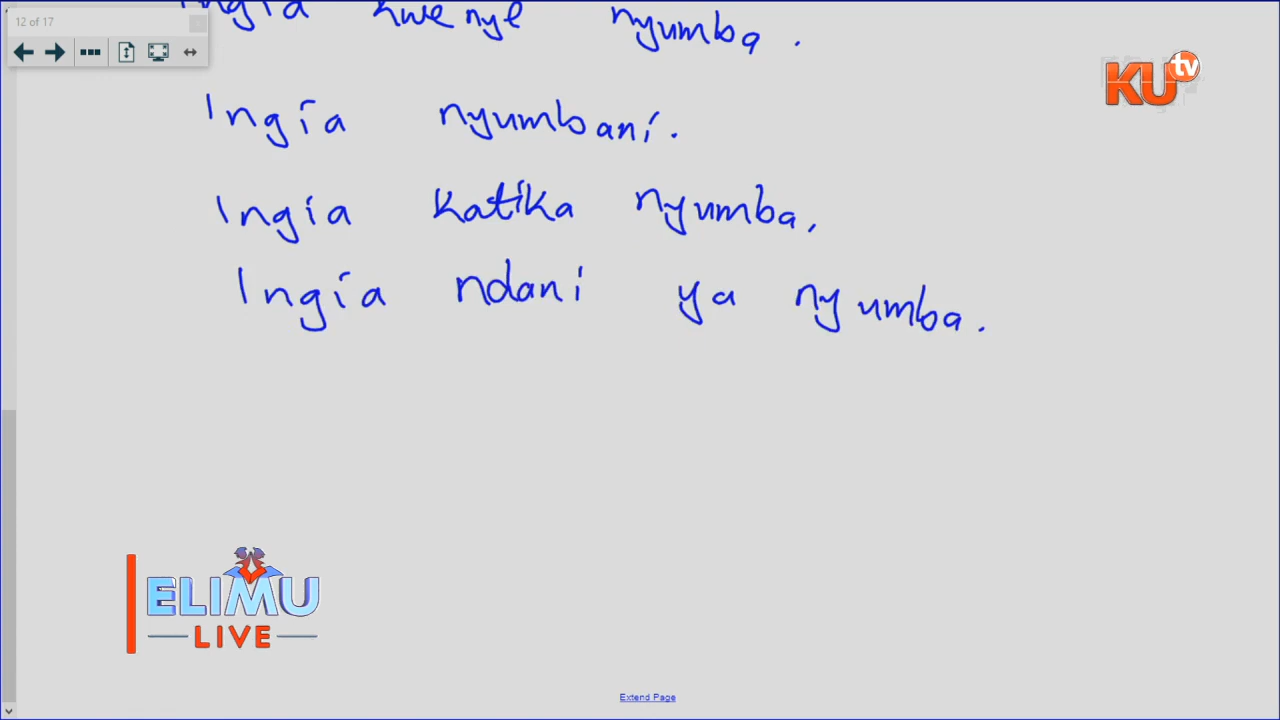 12 of 17
Ingia kwenye nyumba.
KU tv
Ingia nyumbani.
Ingia katika nyumba.
Ingia ndani ya nyumba.
ELIMU
LIVE
Extend Page